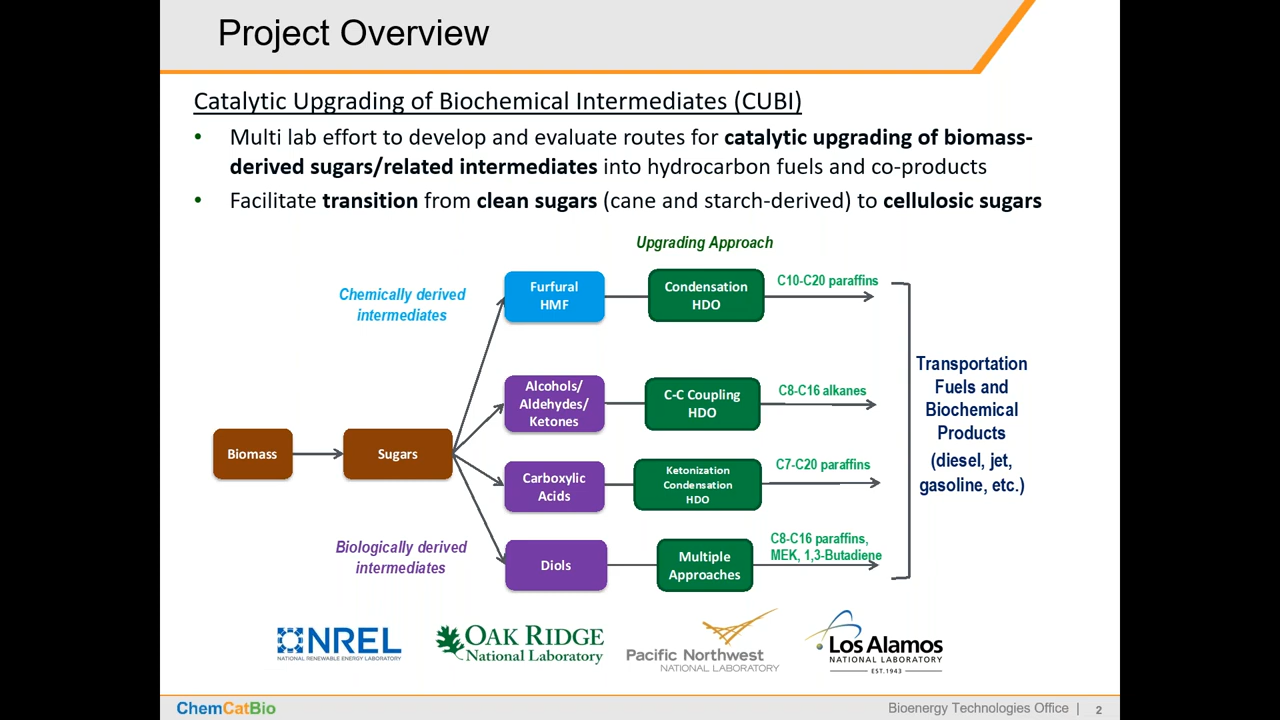 Project Overview
Catalytic Upgrading of Biochemical Intermediates (CUBI)
• Multi lab effort to develop and evaluate routes for catalytic upgrading of biomass-
derived sugars/related intermediates into hydrocarbon fuels and co-products
• Facilitate transition from clean sugars (cane and starch-derived) to cellulosic sugars
Upgrading Approach
Chemically derived
intermediates
Furfural
HMF
Condensation
HDO
C10-C20 paraffins
Alcohols/
Aldehydes/
Ketones
C-C Coupling
HDO
C8-C16 alkanes
Biomass
Sugars
Carboxylic
Acids
Ketonization
Condensation
HDO
C7-C20 paraffins
Biologically derived
intermediates
Diols
Multiple
Approaches
C8-C16 paraffins,
MEK, 1,3-Butadiene
Transportation
Fuels and
Biochemical
Products
(diesel, jet,
gasoline, etc.)
NREL
NATIONAL RENEWABLE ENERGY LABORATORY
OAK RIDGE
National Laboratory
Pacific Northwest
NATIONAL LABORATORY
Los Alamos
NATIONAL LABORATORY
EST. 1943
ChemCatBio
Bioenergy Technologies Office | 2